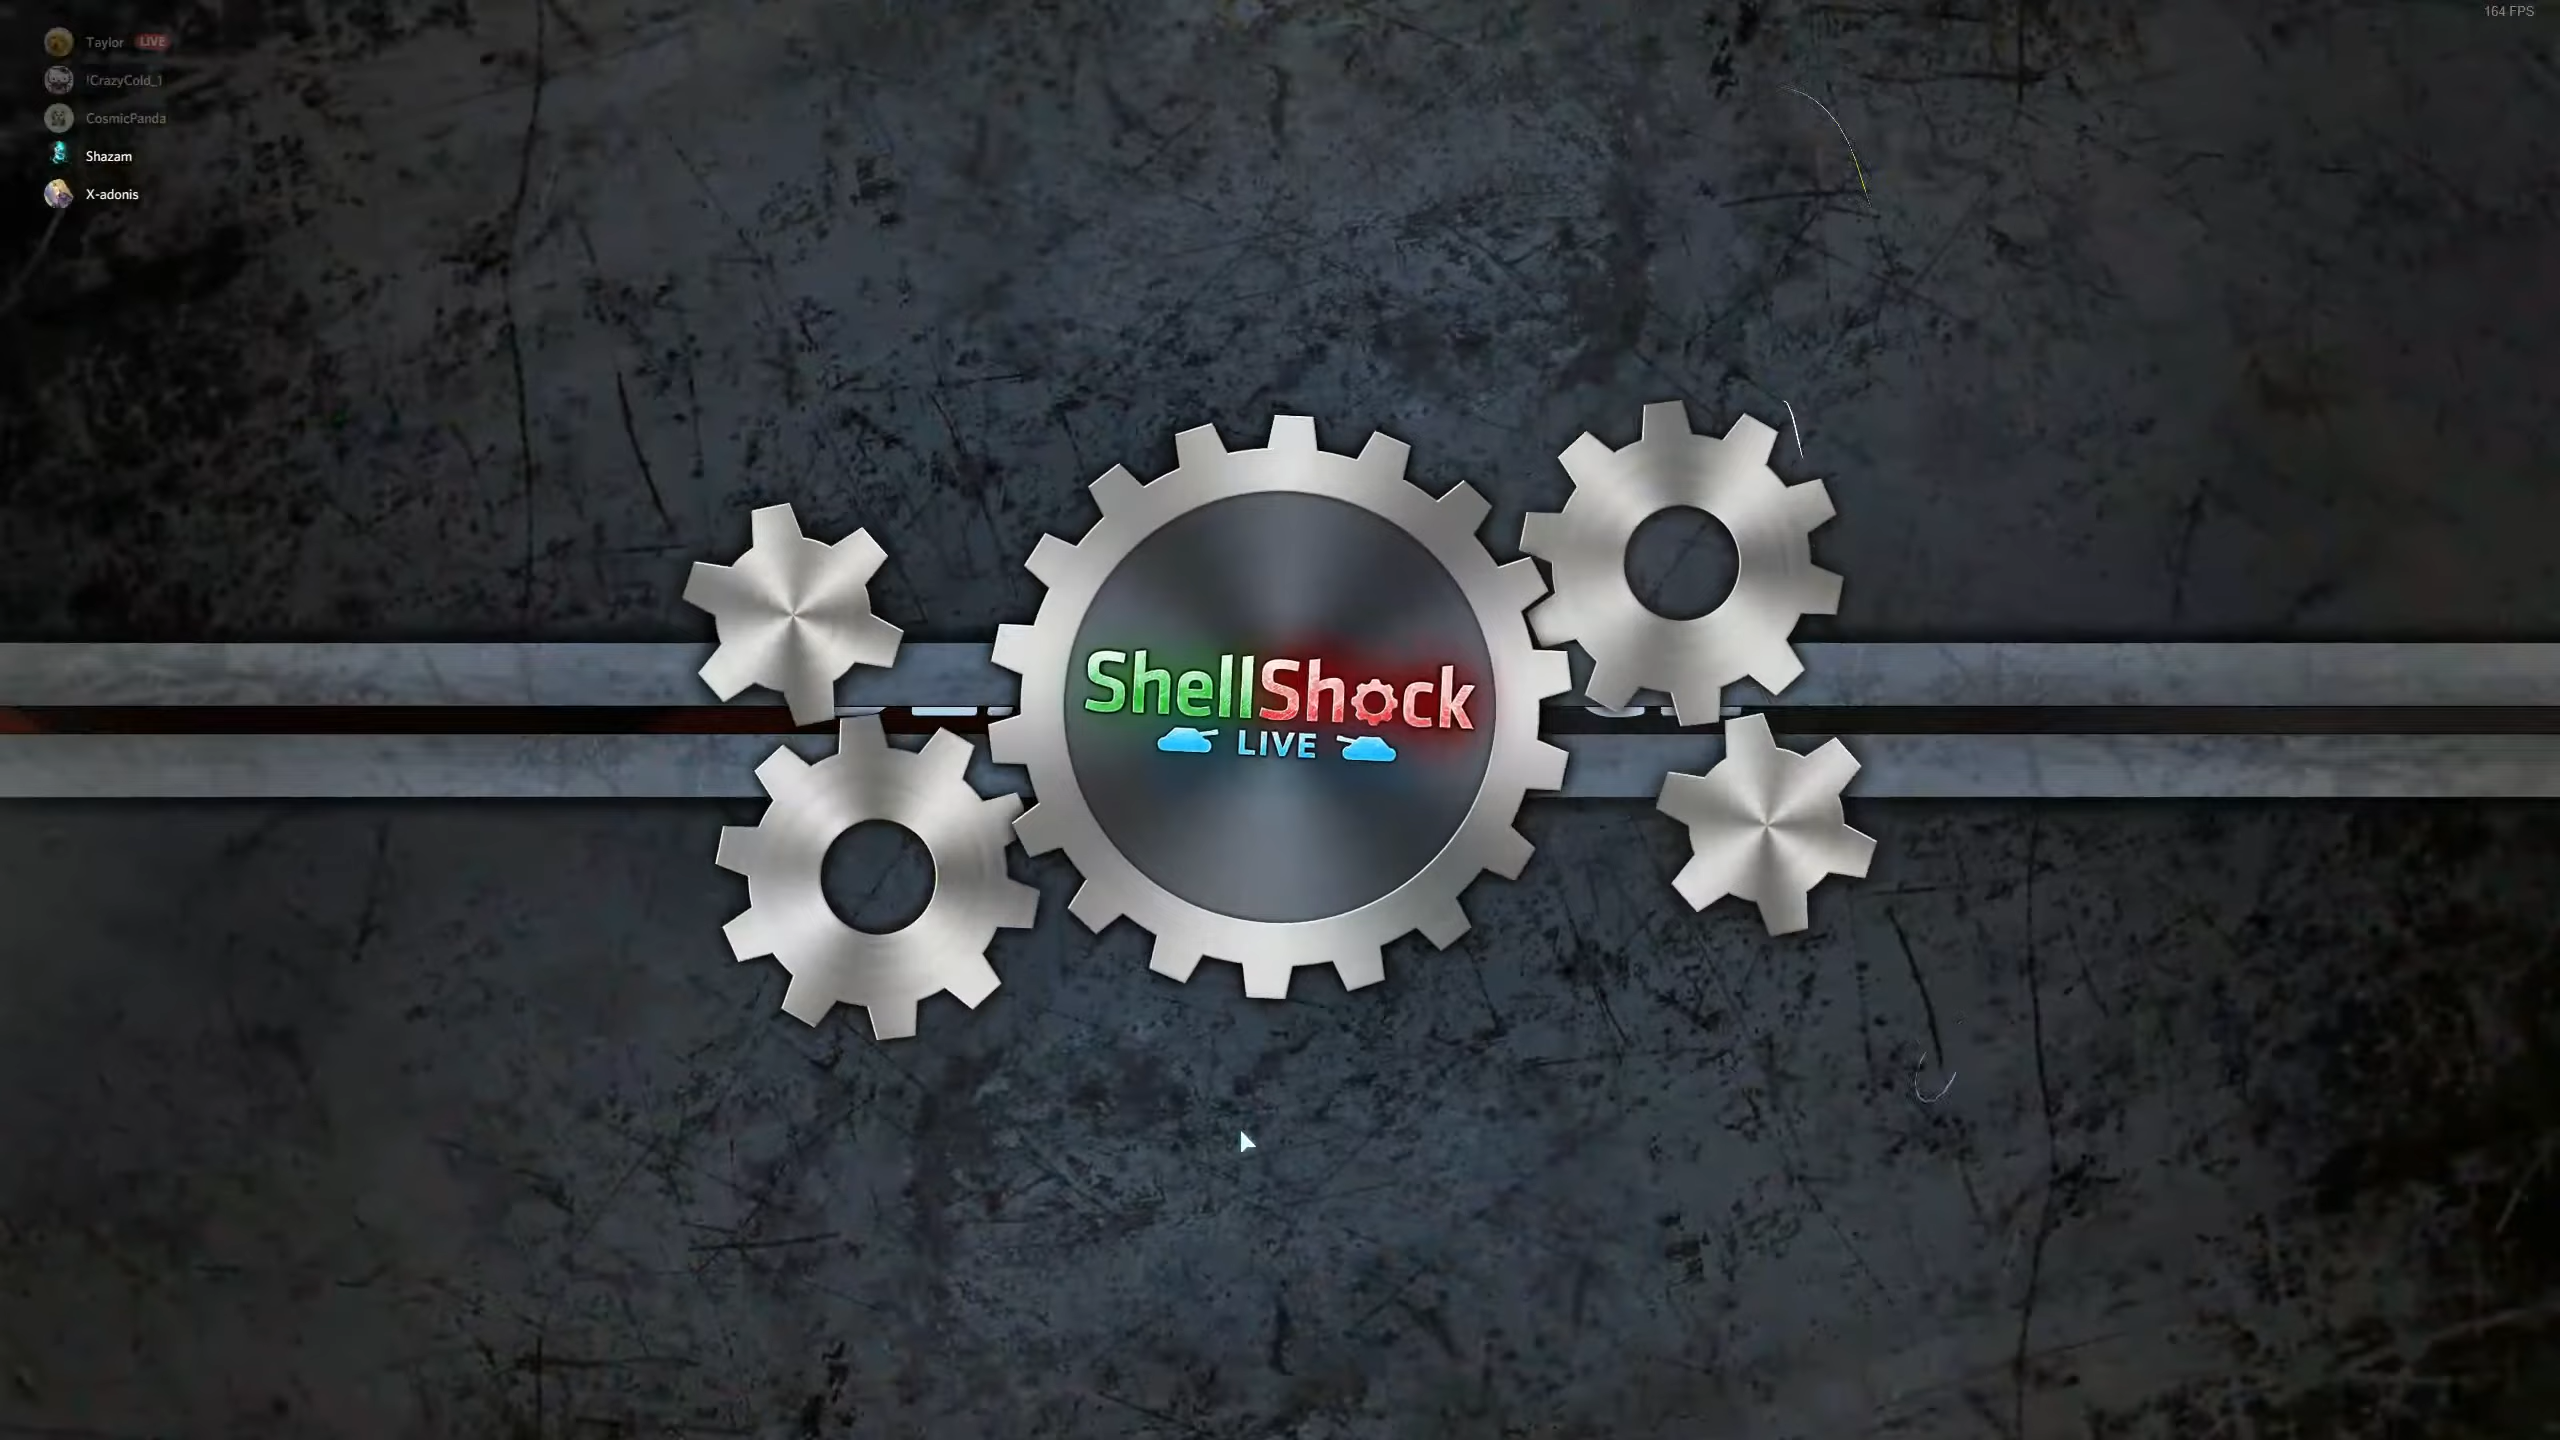 164 FPS
Taylor LIVE
!CrazyCold_1
CosmicPanda
Shazam
X-adonis
ShellShock
LIVE